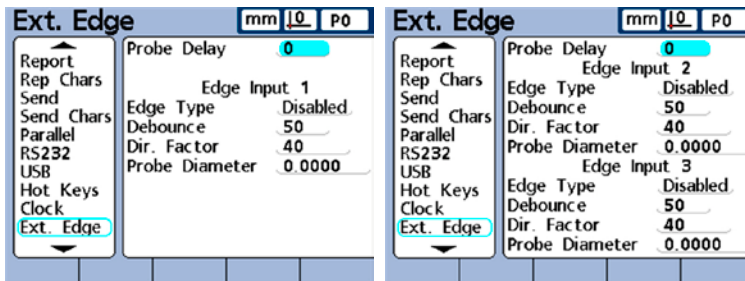 Ext. Edge
mm 0 P0
Report
Rep Chars
Send
Send Chars
Parallel
RS232
USB
Hot Keys
Clock
Ext. Edge
Probe Delay 0
Edge Input 1
Edge Type Disabled
Debounce 50
Dir. Factor 40
Probe Diameter 0.0000
Ext. Edge
mm 0 P0
Report
Rep Chars
Send
Send Chars
Parallel
RS232
USB
Hot Keys
Clock
Ext. Edge
Probe Delay 0
Edge Input 2
Edge Type Disabled
Debounce 50
Dir. Factor 40
Probe Diameter 0.0000
Edge Input 3
Edge Type Disabled
Debounce 50
Dir. Factor 40
Probe Diameter 0.0000